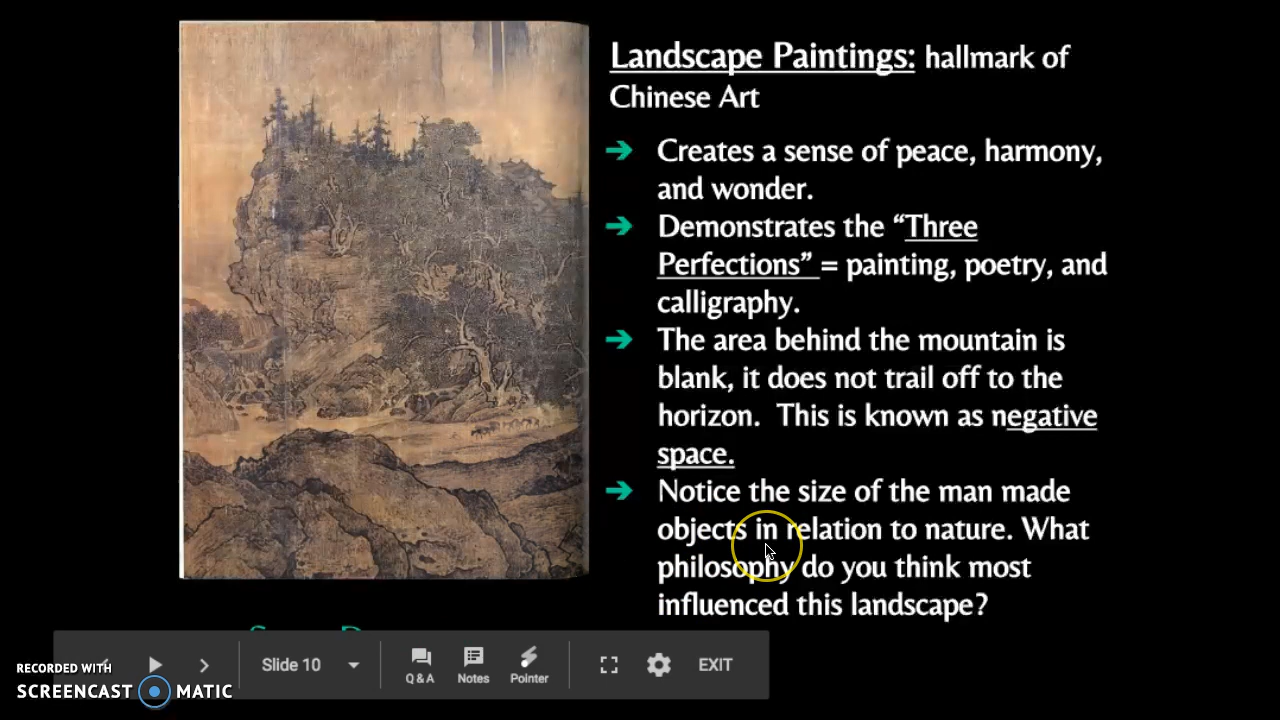 Landscape Paintings: hallmark of
Chinese Art
➔ Creates a sense of peace, harmony,
and wonder.
➔ Demonstrates the “Three
Perfections” = painting, poetry, and
calligraphy.
➔ The area behind the mountain is
blank, it does not trail off to the
horizon. This is known as negative
space.
➔ Notice the size of the man made
objects in relation to nature. What
philosophy do you think most
influenced this landscape?
Slide 10
Q & A
Notes
Pointer
EXIT
RECORDED WITH
SCREENCAST MATIC